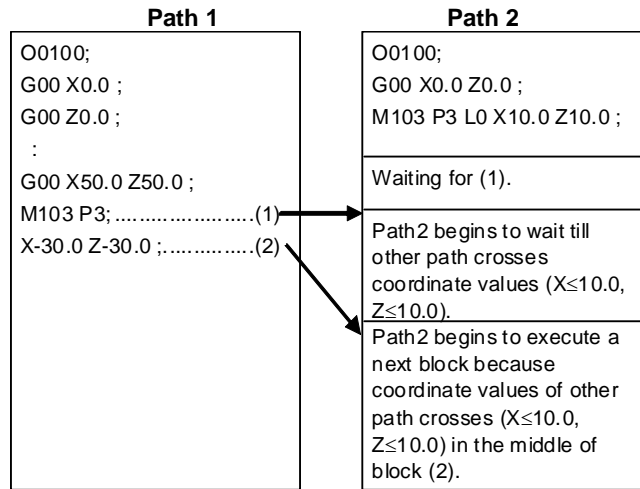 Path 1
O0100;
G00 X0.0 ;
G00 Z0.0 ;
:
G00 X50.0 Z50.0 ;
M103 P3; ......................(1)
X-30.0 Z-30.0 ;...............(2)
Path 2
O0100;
G00 X0.0 Z0.0 ;
M103 P3 L0 X10.0 Z10.0 ;
Waiting for (1).
Path2 begins to wait till
other path crosses
coordinate values (X≤10.0,
Z≤10.0).
Path2 begins to execute a
next block because
coordinate values of other
path crosses (X≤10.0,
Z≤10.0) in the middle of
block (2).